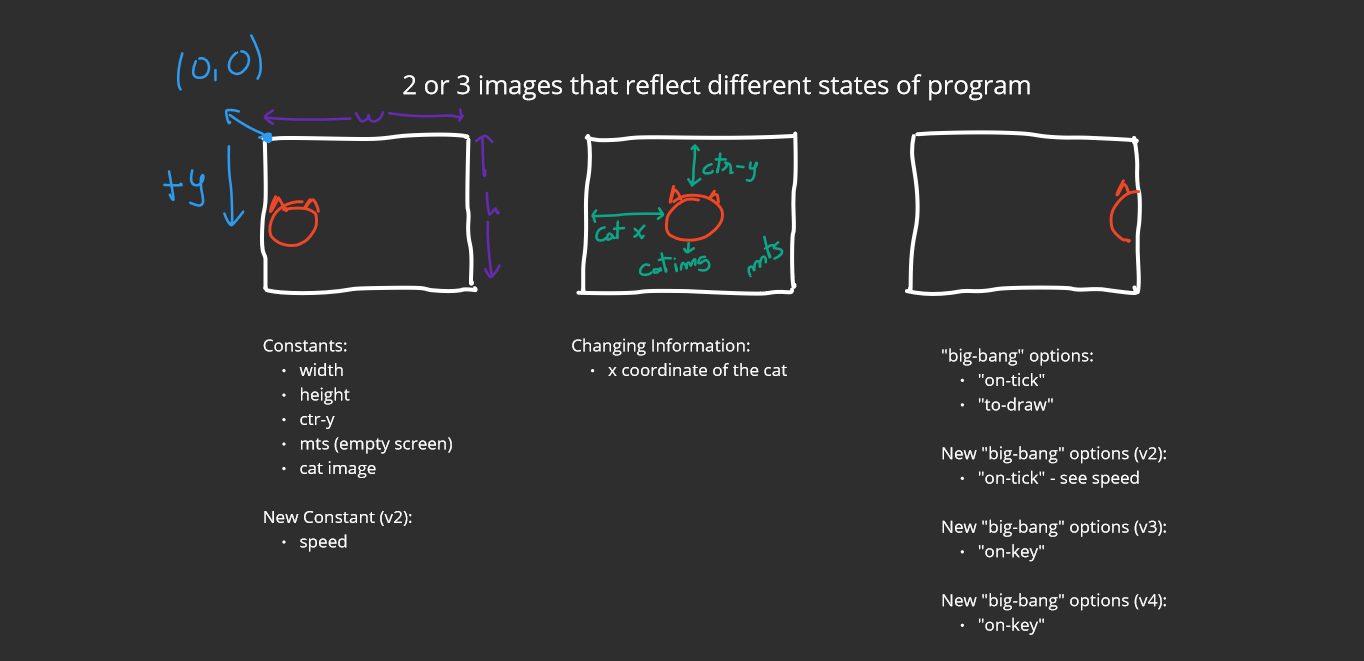 (0,0)
2 or 3 images that reflect different states of program
w
+y
h
ctr-y
cat x
cat img
mts
Constants:
• width
• height
• ctr-y
• mts (empty screen)
• cat image
New Constant (v2):
• speed
Changing Information:
• x coordinate of the cat
"big-bang" options:
• "on-tick"
• "to-draw"
New "big-bang" options (v2):
• "on-tick" - see speed
New "big-bang" options (v3):
• "on-key"
New "big-bang" options (v4):
• "on-key"